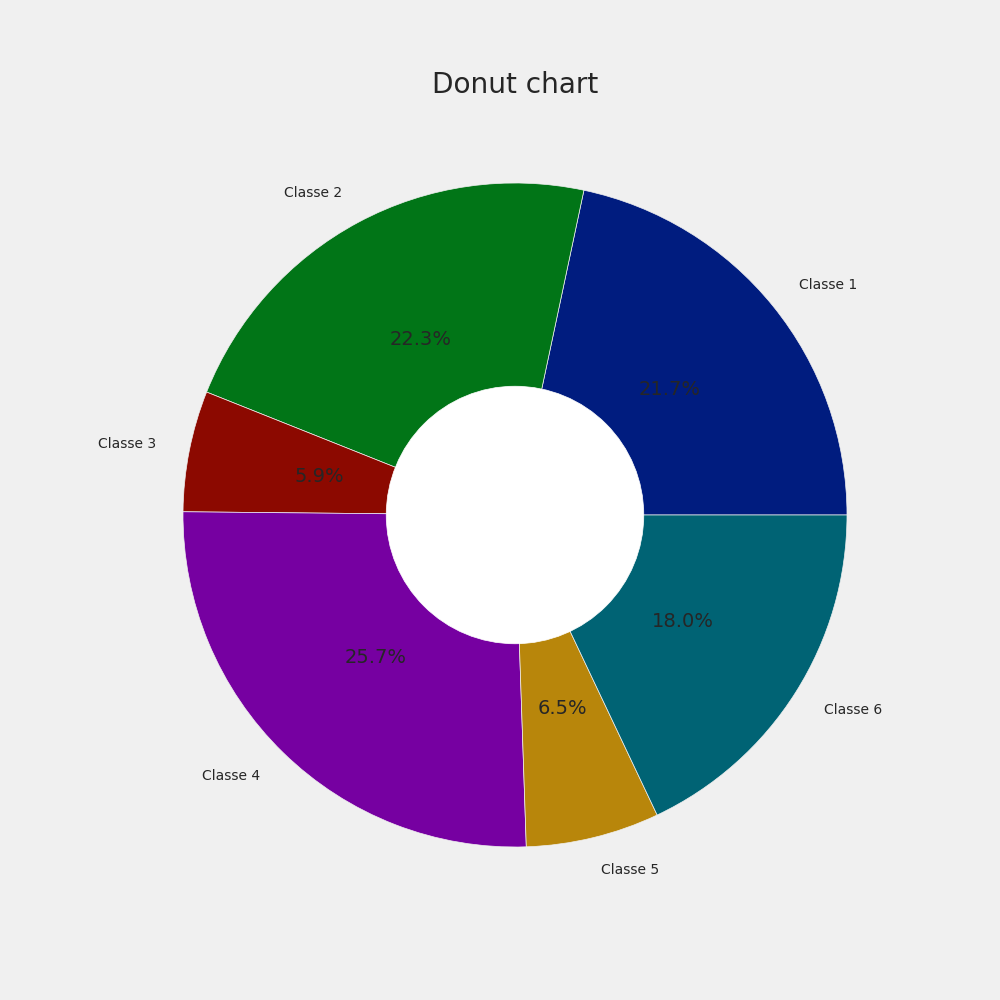 Donut chart
Classe 2
Classe 1
22.3%
21.7%
Classe 3
5.9%
18.0%
25.7%
6.5%
Classe 6
Classe 4
Classe 5